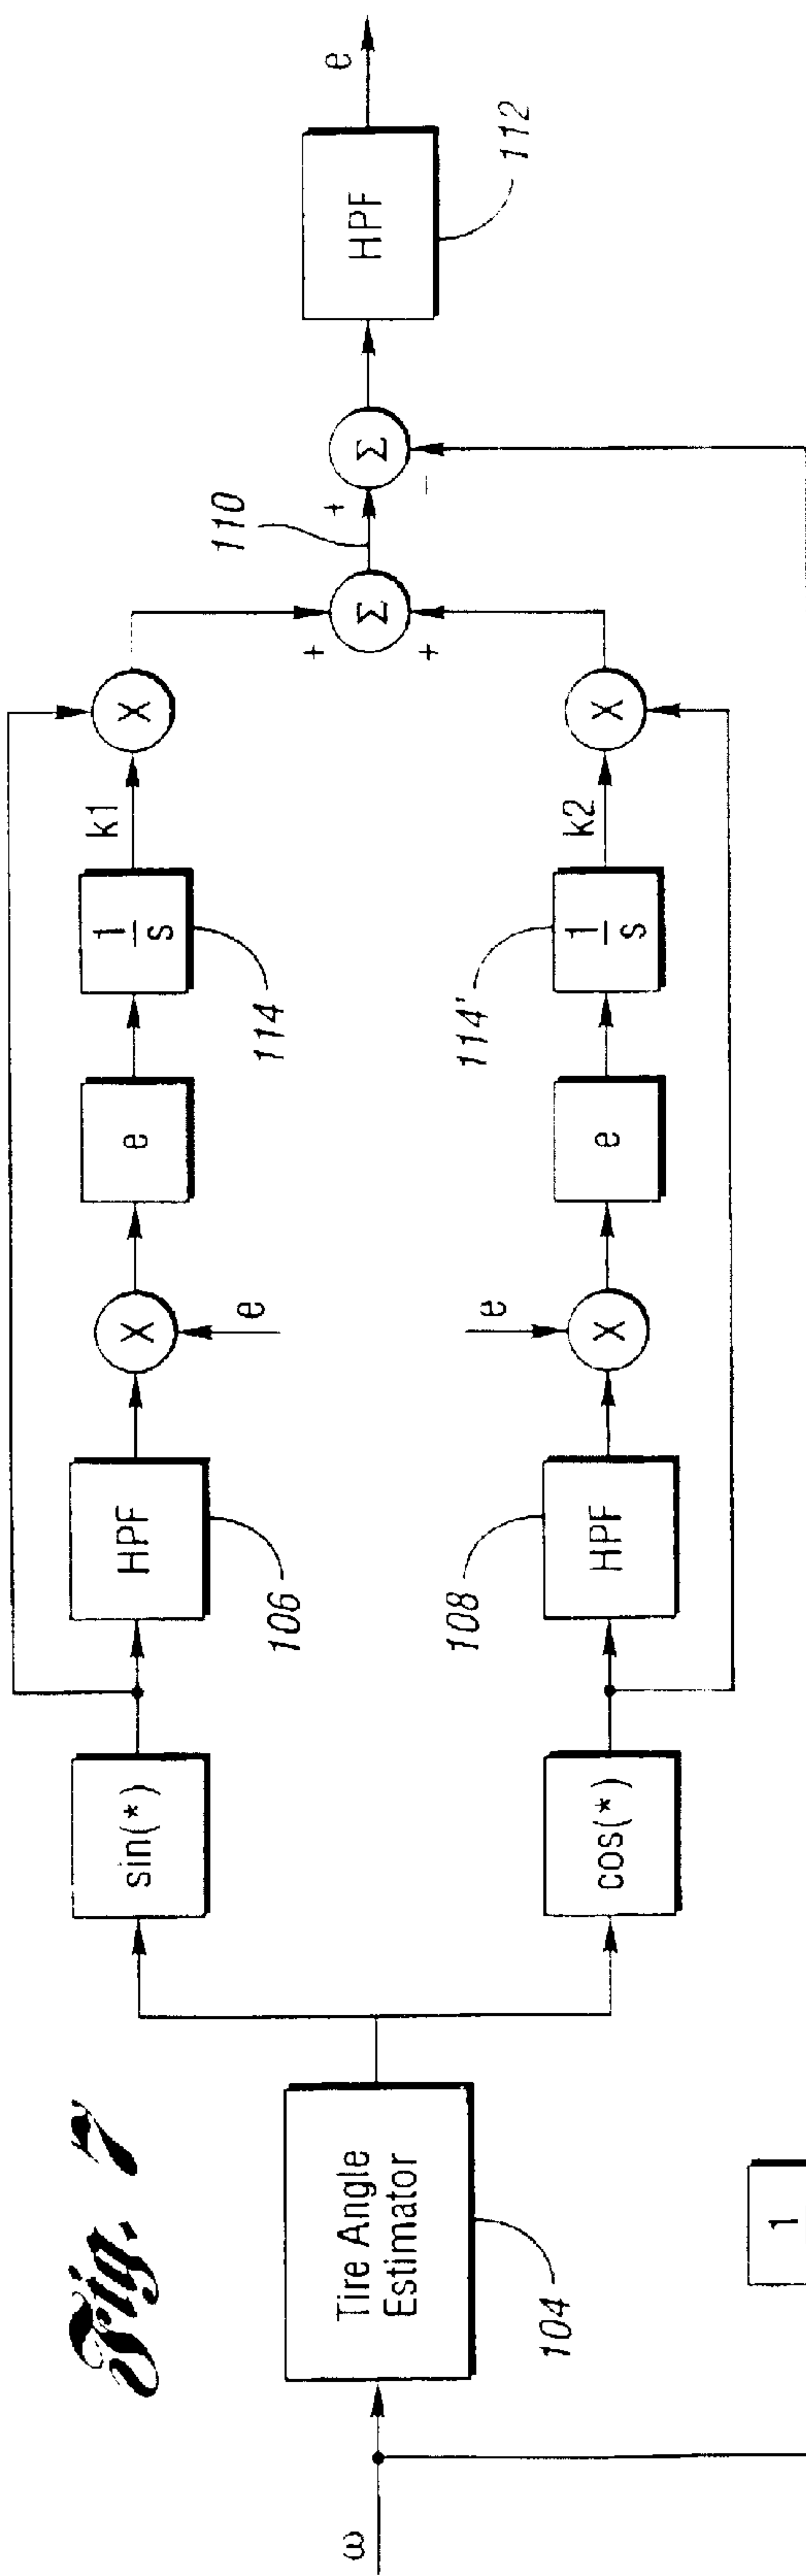 Fig. 7
ω
Tire Angle
Estimator
104
sin(*)
HPF
106
X
e
e
1
s
114
k1
X
cos(*)
HPF
108
X
e
e
1
s
114'
k2
X
+
Σ
+
110
+
Σ
−
HPF
112
e
1